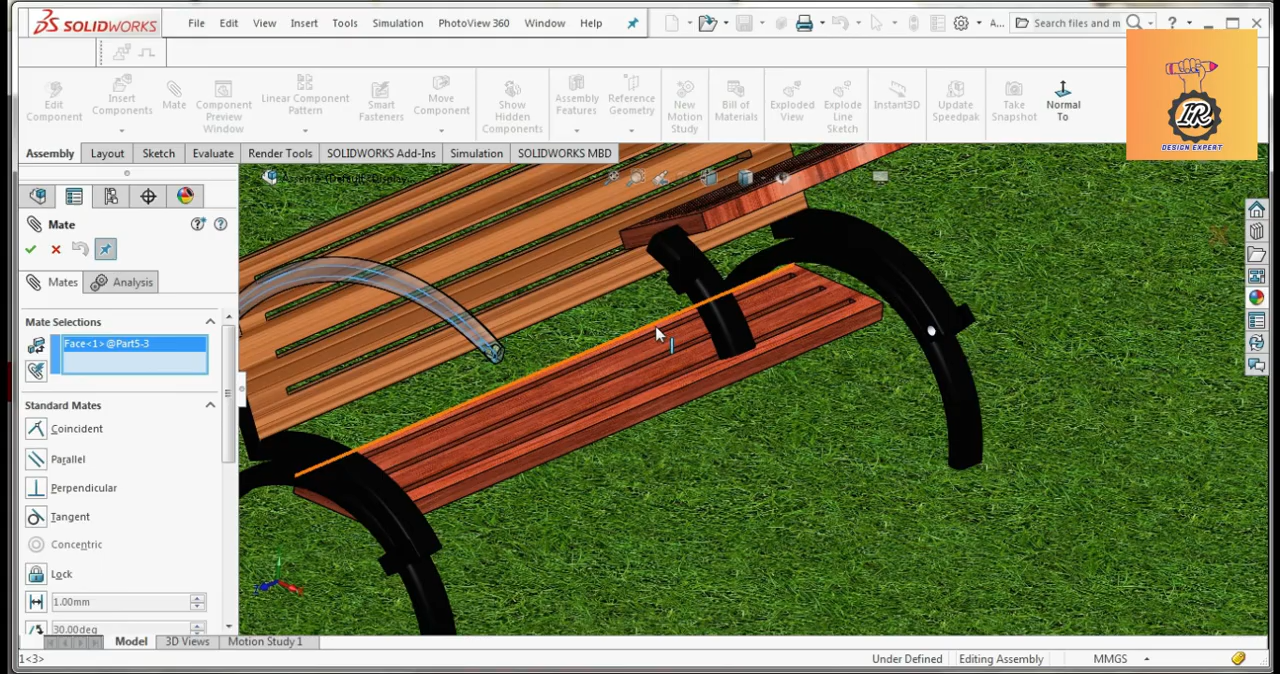 SOLIDWORKS
File Edit View Insert Tools Simulation PhotoView 360 Window Help
A... Search files and m ?
Edit Component
Insert Components
Mate
Component Preview Window
Linear Component Pattern
Smart Fasteners
Move Component
Show Hidden Components
Assembly Features
Reference Geometry
New Motion Study
Bill of Materials
Exploded View
Explode Line Sketch
Instant3D
Update Speedpak
Take Snapshot
Normal To
IR
DESIGN EXPERT
Assembly Layout Sketch Evaluate Render Tools SOLIDWORKS Add-Ins Simulation SOLIDWORKS MBD
Mate
Mates Analysis
Mate Selections
Face<1>@Part5-3
Standard Mates
Coincident
Parallel
Perpendicular
Tangent
Concentric
Lock
1.00mm
30.00deg
Model 3D Views Motion Study 1
1<3> Under Defined Editing Assembly MMGS